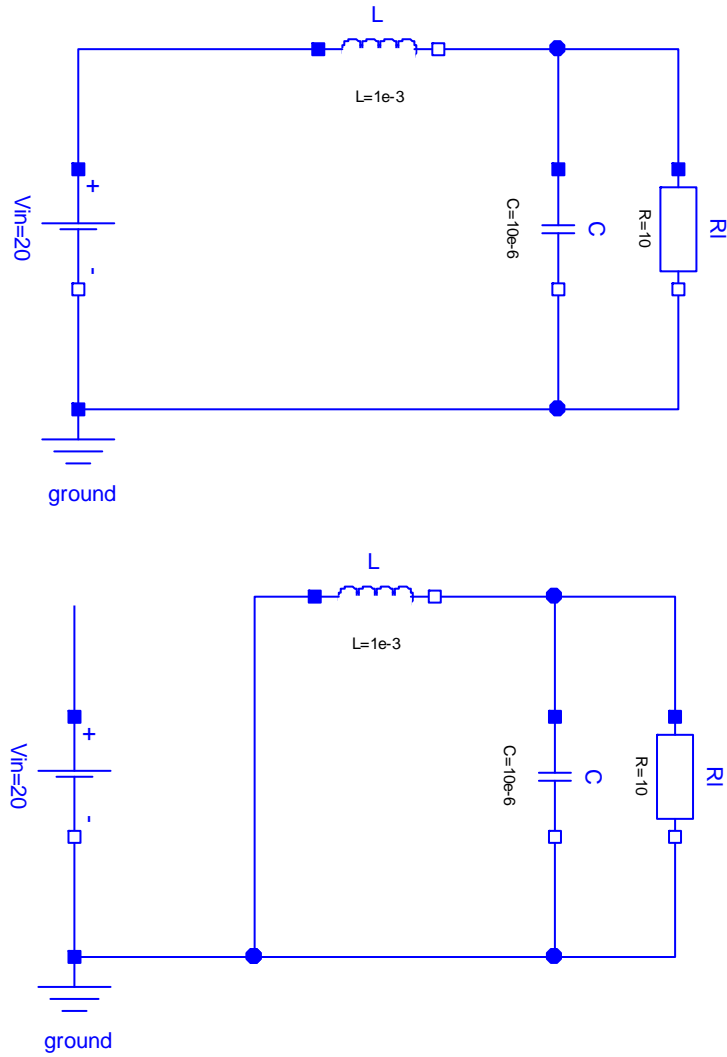 L
L=1e-3
+
Vin=20
-
C=10e-6
C
R=10
Rl
ground
L
L=1e-3
+
Vin=20
-
C=10e-6
C
R=10
Rl
ground